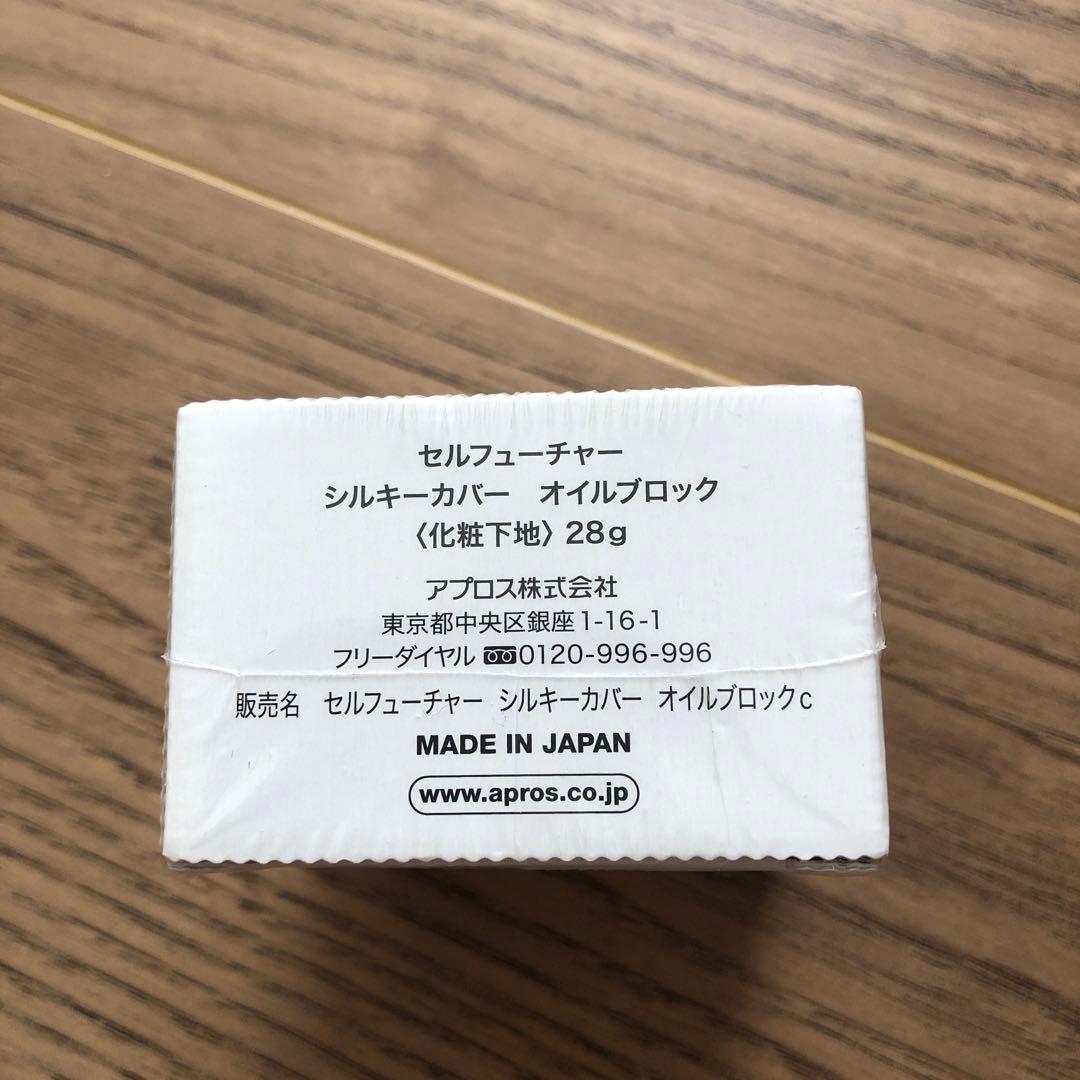 セルフューチャー
シルキーカバー　オイルブロック
〈化粧下地〉28g
アプロス株式会社
東京都中央区銀座1-16-1
フリーダイヤル 0120-996-996
販売名　セルフューチャー シルキーカバー オイルブロックc
MADE IN JAPAN
www.apros.co.jp